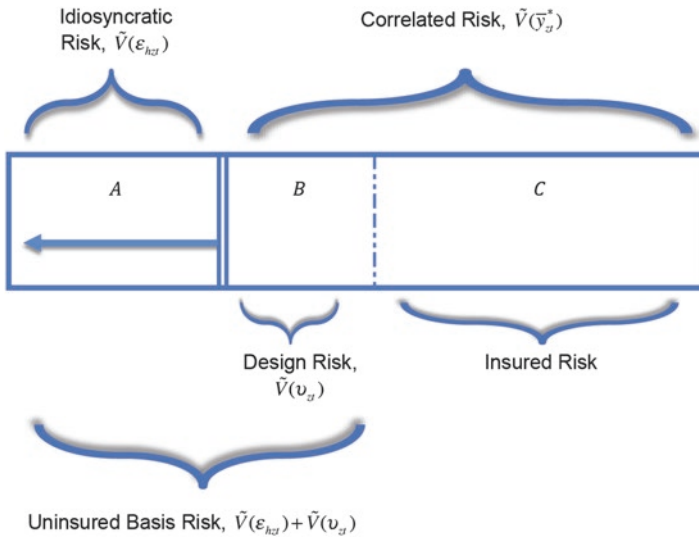 Idiosyncratic
Risk, Ṽ(ε_hzt)
Correlated Risk, Ṽ(ȳ*_zt)
A
B
C
Design Risk,
Ṽ(υ_zt)
Insured Risk
Uninsured Basis Risk, Ṽ(ε_hzt)+Ṽ(υ_zt)